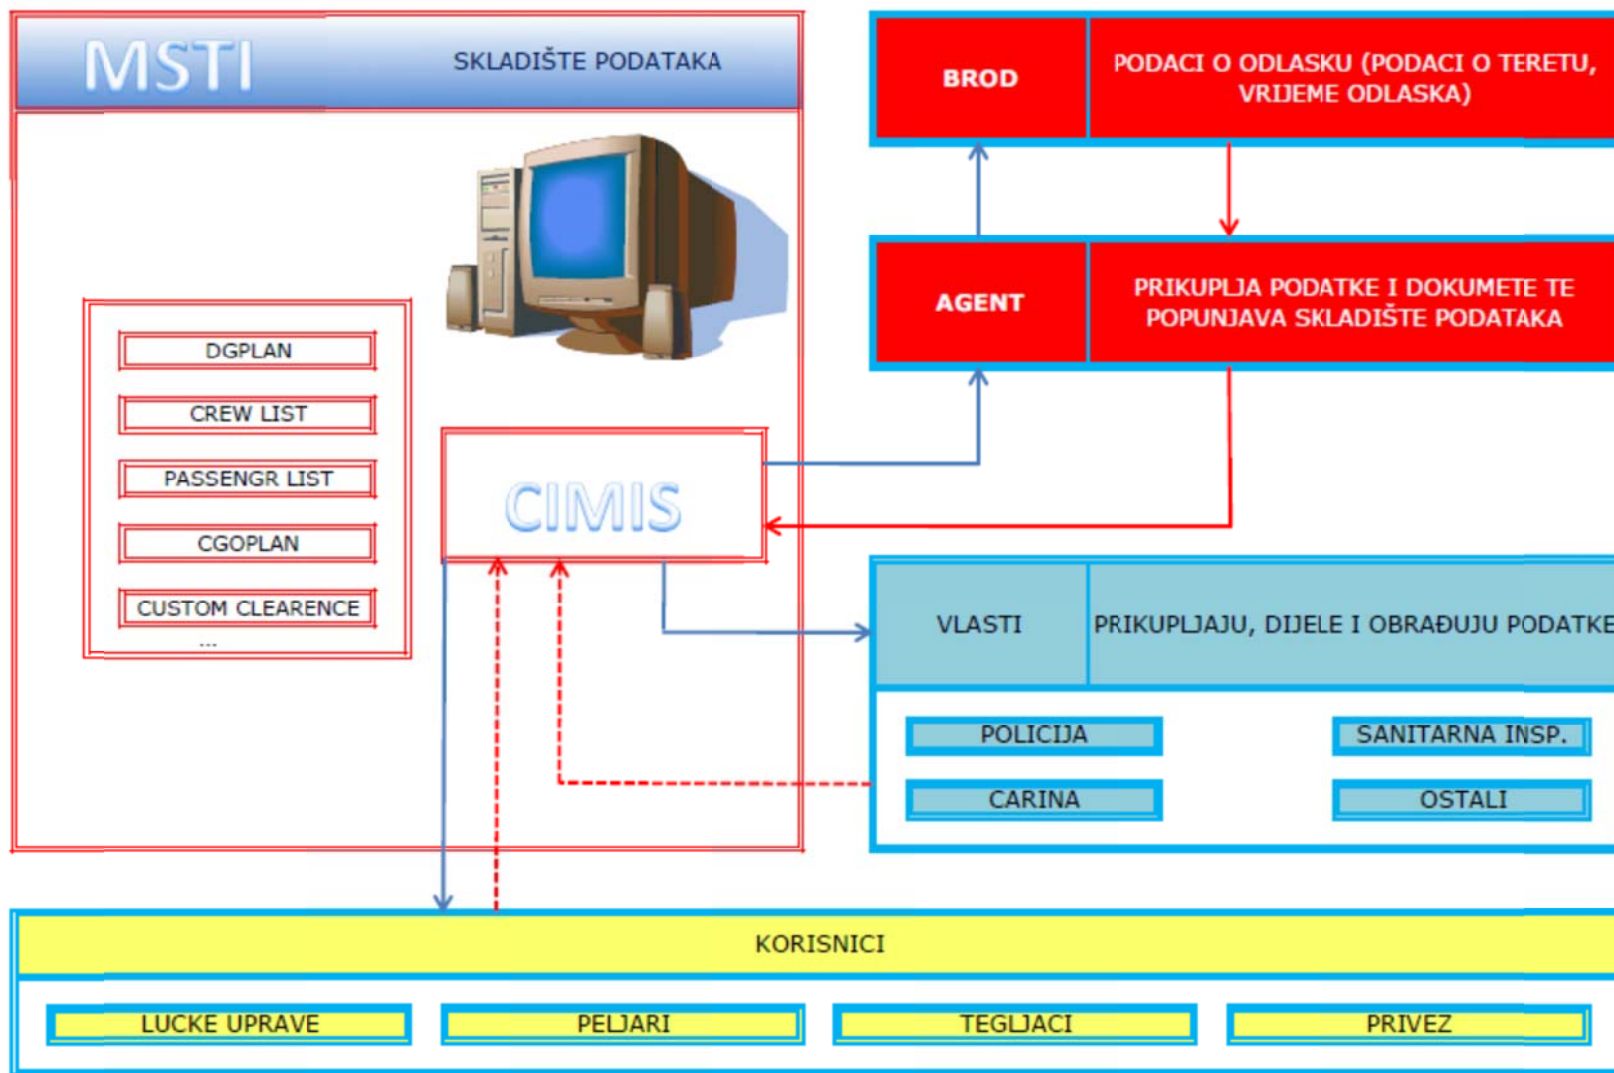 MSTI
SKLADIŠTE PODATAKA
DGPLAN
CREW LIST
PASSENGR LIST
CGOPLAN
CUSTOM CLEARENCE
...
CIMIS
BROD
PODACI O ODLASKU (PODACI O TERETU,
VRIJEME ODLASKA)
AGENT
PRIKUPLJA PODATKE I DOKUMETE TE
POPUNJAVA SKLADIŠTE PODATAKA
VLASTI
PRIKUPLJAJU, DIJELE I OBRAĐUJU PODATKE
POLICIJA
SANITARNA INSP.
CARINA
OSTALI
KORISNICI
LUCKE UPRAVE
PELJARI
TEGLJACI
PRIVEZ